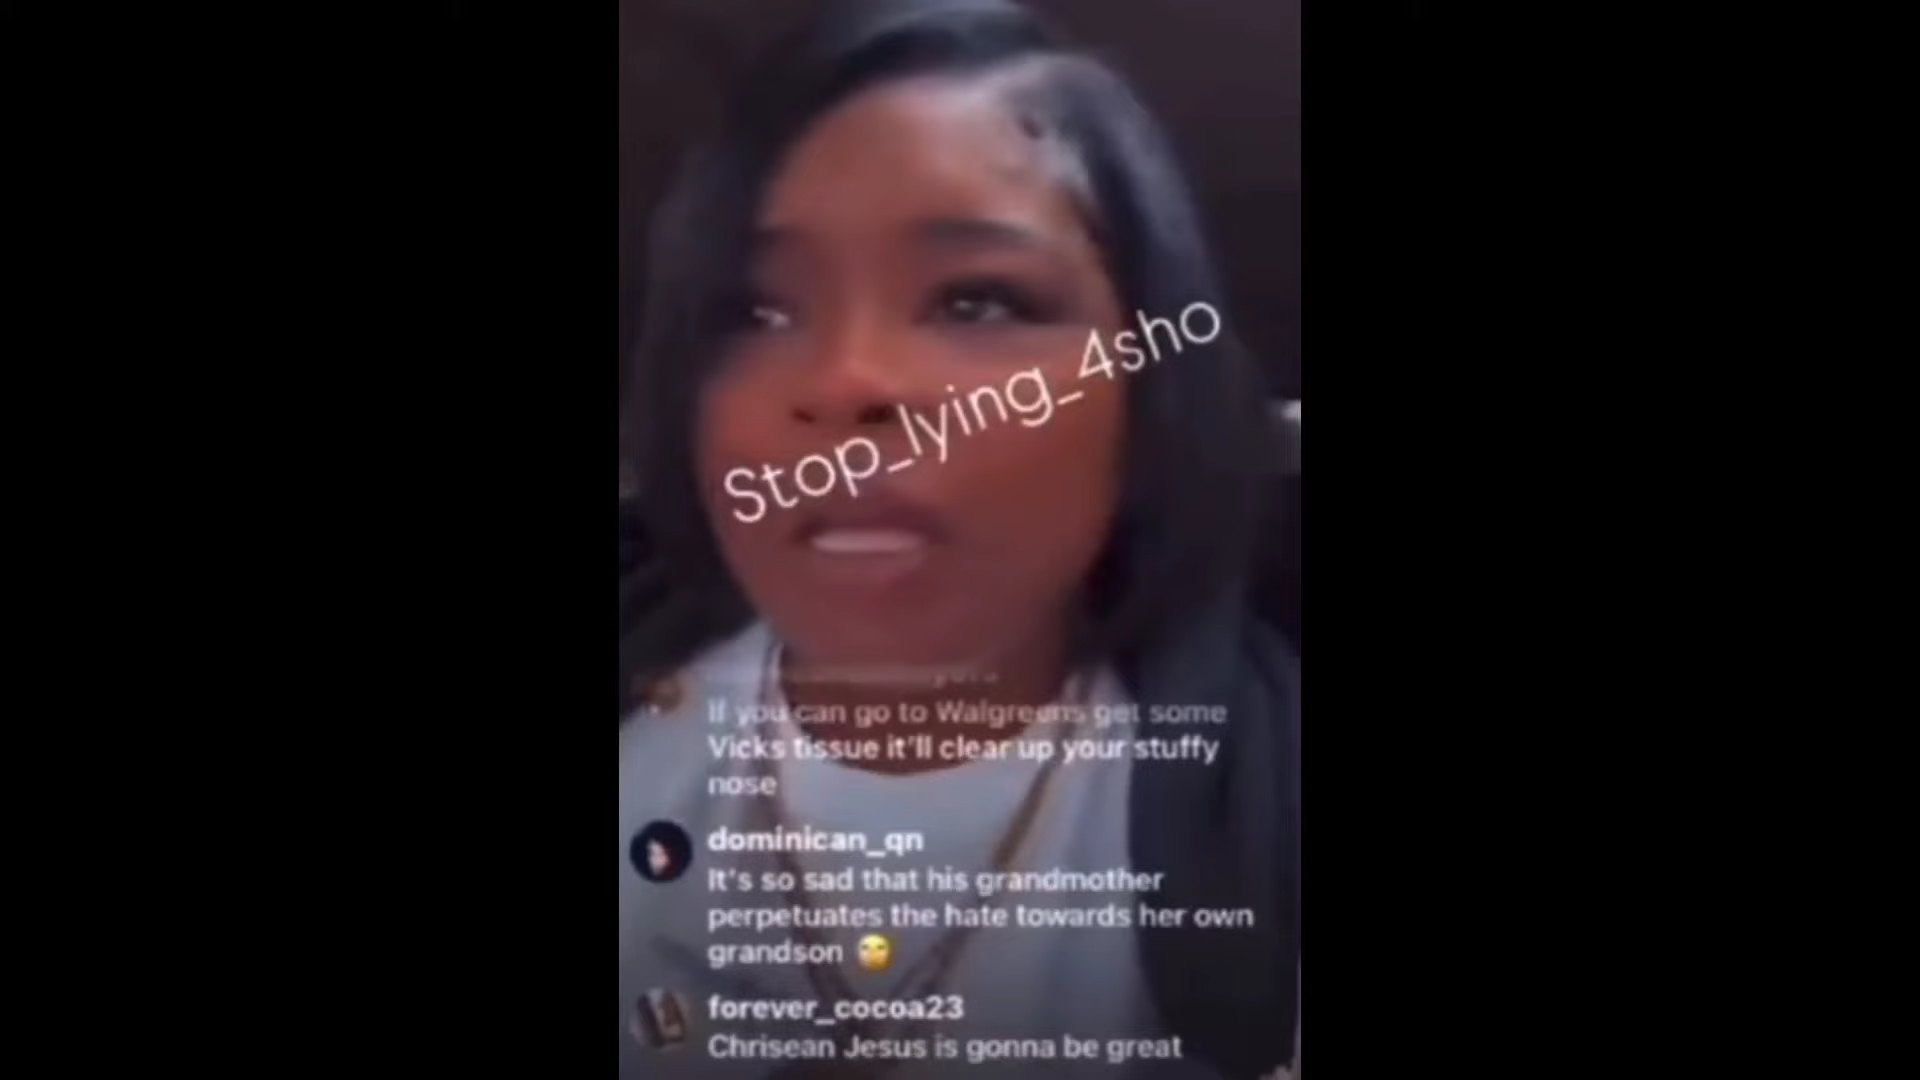 Stop_lying_4sho
If you can go to Walgreens get some
Vicks tissue it'll clear up your stuffy
nose
dominican_qn
It's so sad that his grandmother
perpetuates the hate towards her own
grandson
forever_cocoa23
Chrisean Jesus is gonna be great